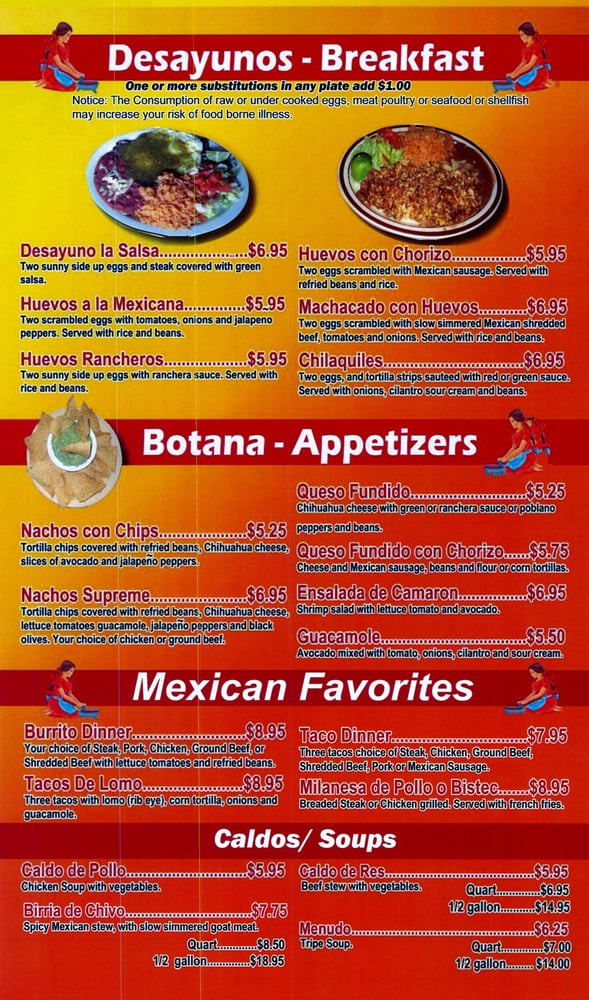 Desayunos - Breakfast
One or more substitutions in any plate add $1.00
Notice: The Consumption of raw or under cooked eggs, meat poultry or seafood or shellfish
may increase your risk of food borne illness.
Desayuno la Salsa......................$6.95
Two sunny side up eggs and steak covered with green
salsa.
Huevos a la Mexicana...............$5.95
Two scrambled eggs with tomatoes, onions and jalapeno
peppers. Served with rice and beans.
Huevos Rancheros....................$5.95
Two sunny side up eggs with ranchera sauce. Served with
rice and beans.
Huevos con Chorizo..................$5.95
Two eggs scrambled with Mexican sausage. Served with
refried beans and rice.
Machacado con Huevos...........$6.95
Two eggs scrambled with slow simmered Mexican shredded
beef, tomatoes and onions. Served with rice and beans.
Chilaquiles..................................$6.95
Two eggs, and tortilla strips sauteed with red or green sauce.
Served with onions, cilantro sour cream and beans.
Botana - Appetizers
Nachos con Chips.....................$5.25
Tortilla chips covered with refried beans, Chihuahua cheese,
slices of avocado and jalapeño peppers.
Nachos Supreme.......................$6.95
Tortilla chips covered with refried beans, Chihuahua cheese,
lettuce tomatoes guacamole, jalapeño peppers and black
olives. Your choice of chicken or ground beef.
Queso Fundido............................$5.25
Chihuahua cheese with green or ranchera sauce or poblano
peppers and beans.
Queso Fundido con Chorizo......$5.75
Cheese and Mexican sausage, beans and flour or corn tortillas.
Ensalada de Camaron................$6.95
Shrimp salad with lettuce tomato and avocado.
Guacamole...................................$5.50
Avocado mixed with tomato, onions, cilantro and sour cream.
Mexican Favorites
Burrito Dinner...........................$8.95
Your choice of Steak, Pork, Chicken, Ground Beef, or
Shredded Beef with lettuce tomatoes and refried beans.
Tacos De Lomo........................$8.95
Three tacos with lomo (rib eye), corn tortilla, onions and
guacamole.
Taco Dinner................................$7.95
Three tacos choice of Steak, Chicken, Ground Beef,
Shredded Beef, Pork or Mexican Sausage.
Milanesa de Pollo o Bistec.......$8.95
Breaded Steak or Chicken grilled. Served with french fries.
Caldos/ Soups
Caldo de Pollo.............................$5.95
Chicken Soup with vegetables.
Birria de Chivo.............................$7.75
Spicy Mexican stew, with slow simmered goat meat.
Quart.............$8.50
1/2 gallon..............$18.95
Caldo de Res....................................$5.95
Beef stew with vegetables.
Quart..............$6.95
1/2 gallon...........$14.95
Menudo............................................$6.25
Tripe Soup.
Quart..............$7.00
1/2 gallon......... $14.00